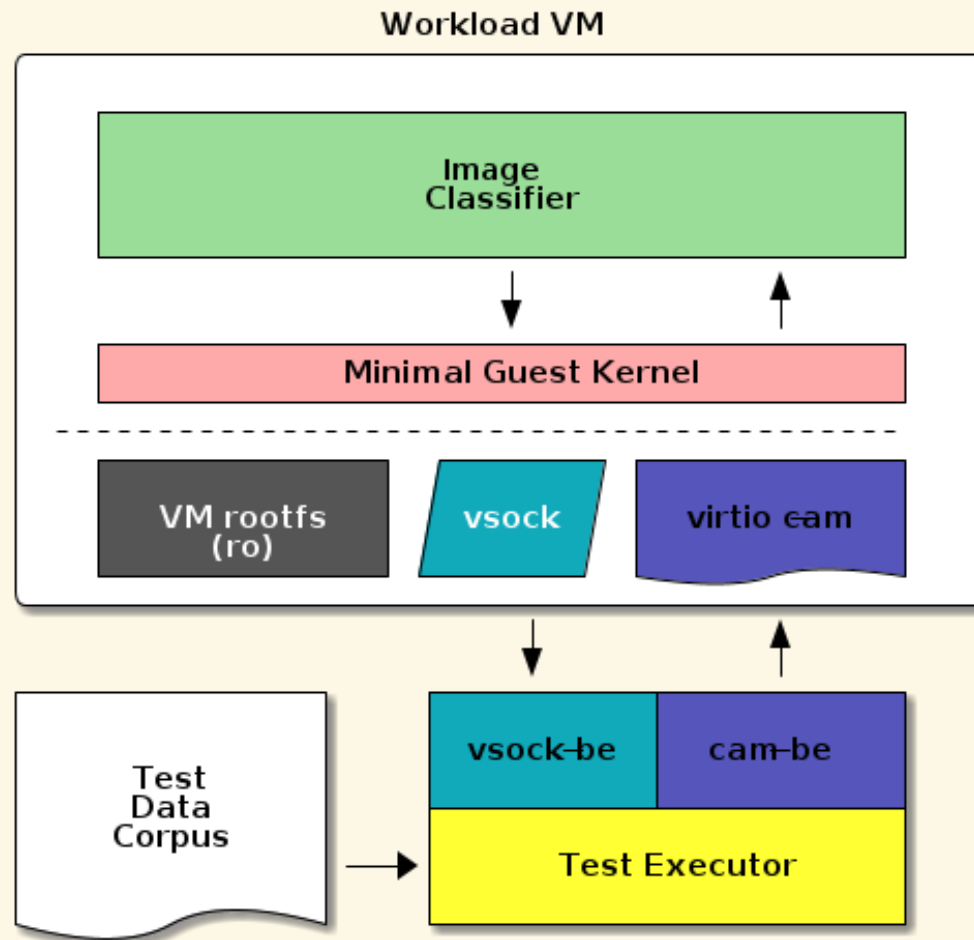 Workload VM
Image
Classifier
Minimal Guest Kernel
VM rootfs
(ro)
vsock
virtio cam
Test
Data
Corpus
vsock-be
cam-be
Test Executor